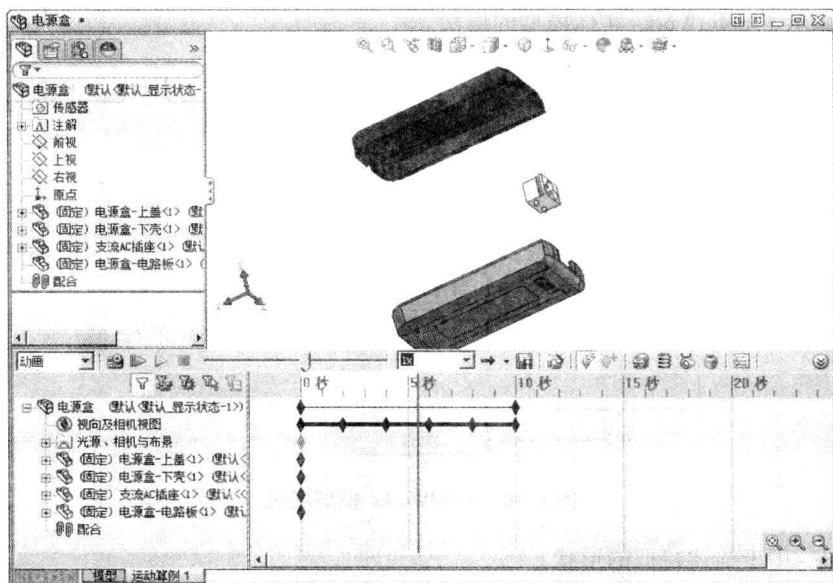 电源盒 *
电源盒 (默认<默认_显示状态-
传感器
A 注解
前视
上视
右视
原点
(固定) 电源盒-上盖<1> (默
(固定) 电源盒-下壳<1> (默
(固定) 支流AC插座<1> (默认
(固定) 电源盒-电路板<1> (
配合
动画
0 秒 5 秒 10 秒 15 秒 20 秒
电源盒 (默认<默认_显示状态-1>)
视向及相机视图
光源、相机与布景
(固定) 电源盒-上盖<1> (默认<
(固定) 电源盒-下壳<1> (默认<
(固定) 支流AC插座<1> (默认<<
(固定) 电源盒-电路板<1> (默认
配合
模型 运动算例 1